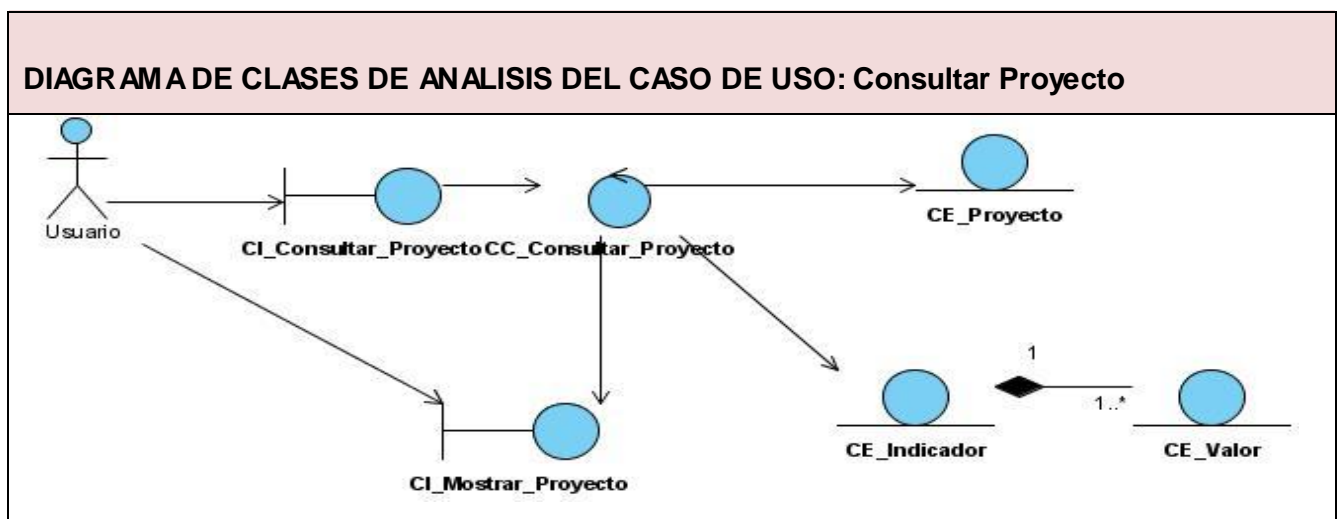 DIAGRAMA DE CLASES DE ANALISIS DEL CASO DE USO: Consultar Proyecto
Usuario
CI_Consultar_Proyecto
CC_Consultar_Proyecto
CE_Proyecto
1
1..*
CE_Indicador
CE_Valor
CI_Mostrar_Proyecto